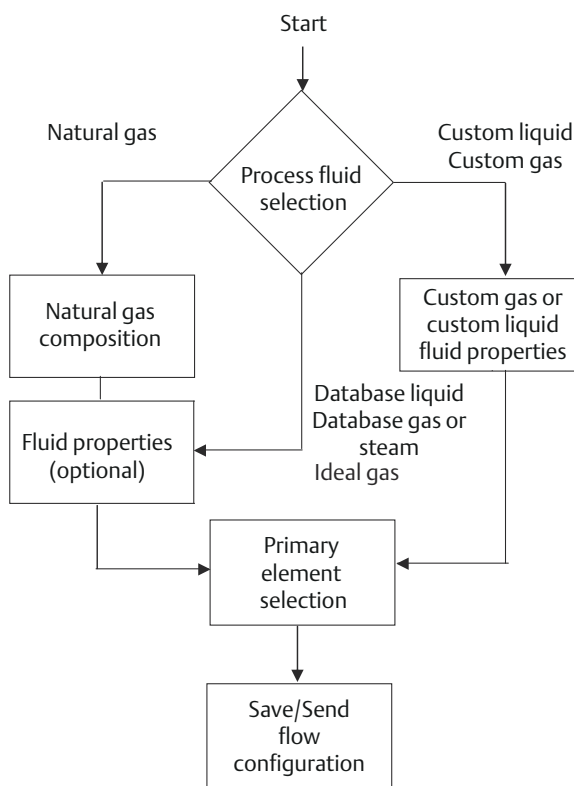 Start
Natural gas
Custom liquid
Custom gas
Process fluid
selection
Natural gas
composition
Custom gas or
custom liquid
fluid properties
Database liquid
Database gas or
steam
Ideal gas
Fluid properties
(optional)
Primary
element
selection
Save/Send
flow
configuration